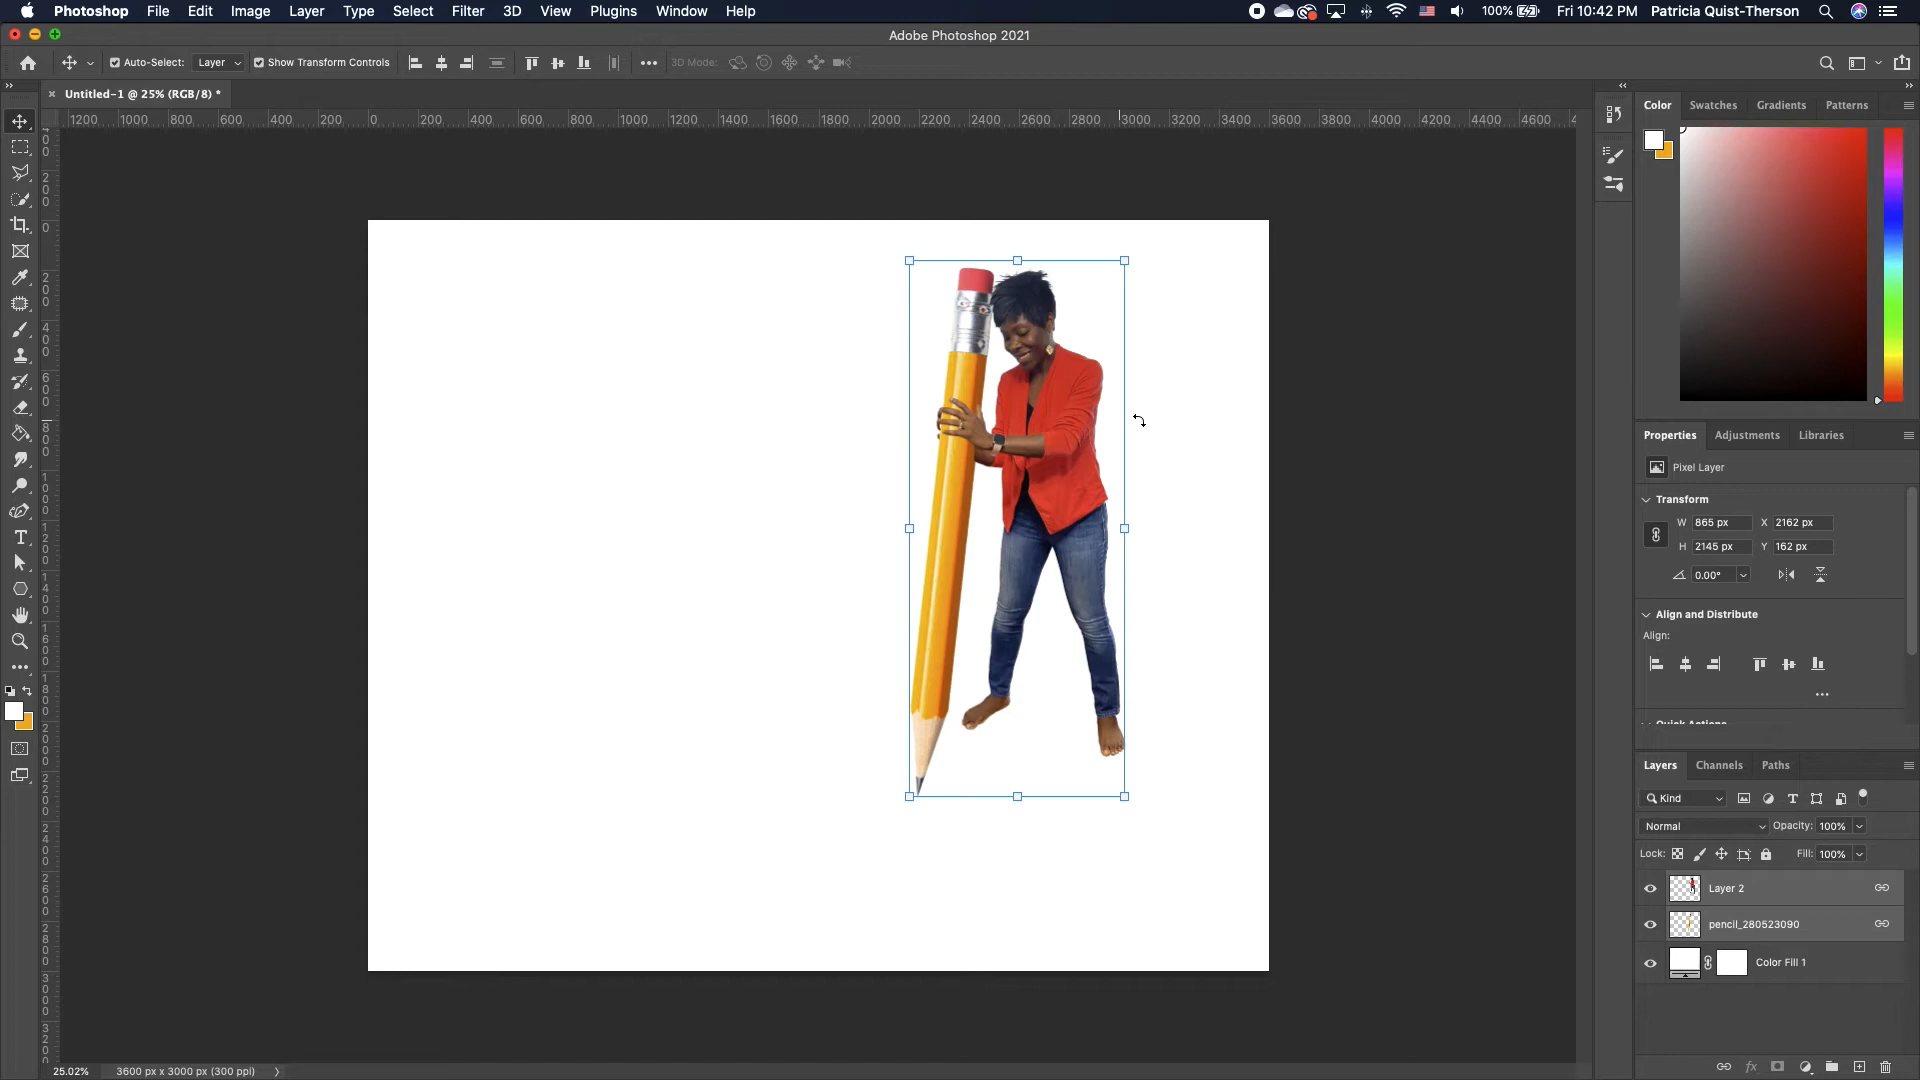 Photoshop File Edit Image Layer Type Select Filter 3D View Plugins Window Help 100% Fri 10:42 PM Patricia Quist-Therson
Adobe Photoshop 2021
Auto-Select: Layer Show Transform Controls 3D Mode:
Untitled-1 @ 25% (RGB/8) *
1200 1000 800 600 400 200 0 200 400 600 800 1000 1200 1400 1600 1800 2000 2200 2400 2600 2800 3000 3200 3400 3600 3800 4000 4200 4400 4600
Color Swatches Gradients Patterns
Properties Adjustments Libraries
Pixel Layer
Transform
W 865 px X 2162 px
H 2145 px Y 162 px
0.00°
Align and Distribute
Align:
Quick Actions
Layers Channels Paths
Kind
Normal Opacity: 100%
Lock: Fill: 100%
Layer 2
pencil_280523090
Color Fill 1
25.02% 3600 px x 3000 px (300 ppi)